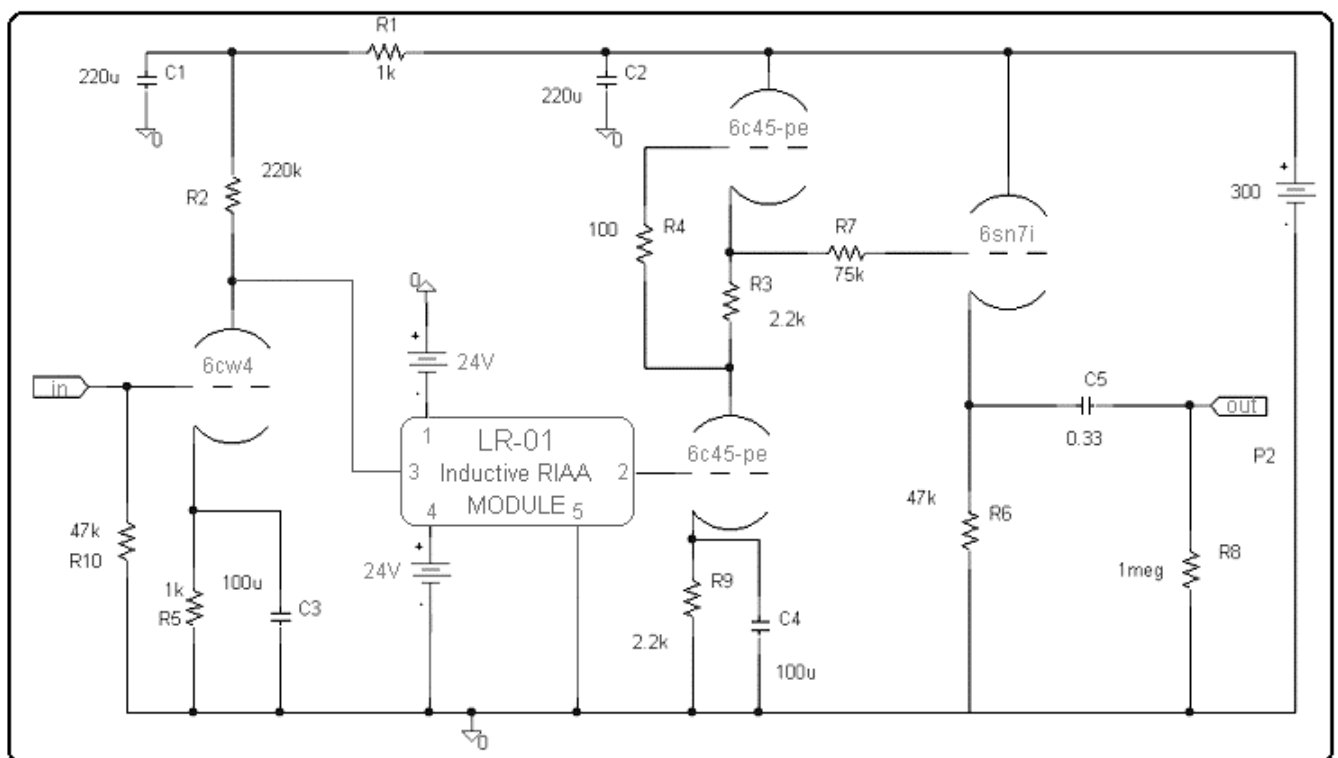 R1
1k
220u
C1
0
220u
C2
0
6c45-pe
220k
R2
100
R4
R7
75k
6sn7i
+
300
R3
2.2k
0
+
24V
6cw4
in
C5
0.33
out
P2
1
LR-01
3
Inductive RIAA
2
MODULE
4
5
6c45-pe
47k
R10
1k
R5
100u
C3
+
24V
R9
2.2k
C4
100u
47k
R6
R8
1meg
0